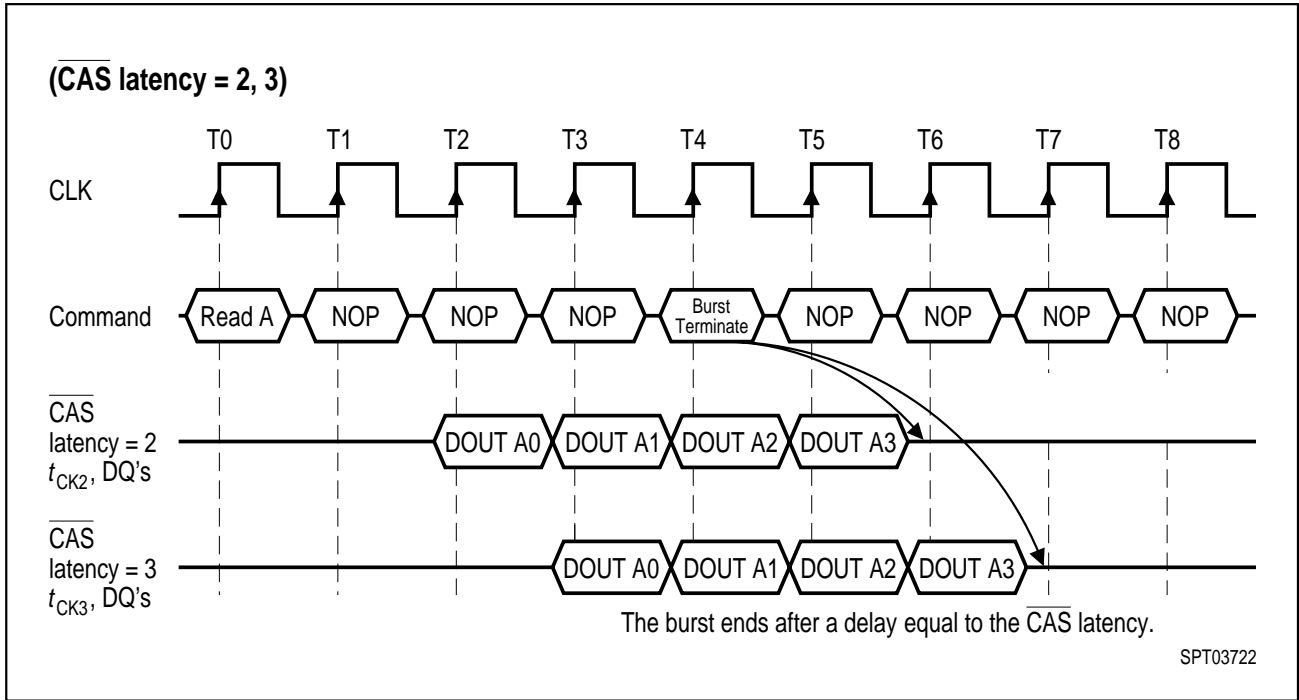 (CAS latency = 2, 3)
T0 T1 T2 T3 T4 T5 T6 T7 T8
CLK
Command Read A NOP NOP NOP Burst Terminate NOP NOP NOP NOP
CAS
latency = 2
tCK2, DQ's
DOUT A0 DOUT A1 DOUT A2 DOUT A3
CAS
latency = 3
tCK3, DQ's
DOUT A0 DOUT A1 DOUT A2 DOUT A3
The burst ends after a delay equal to the CAS latency.
SPT03722